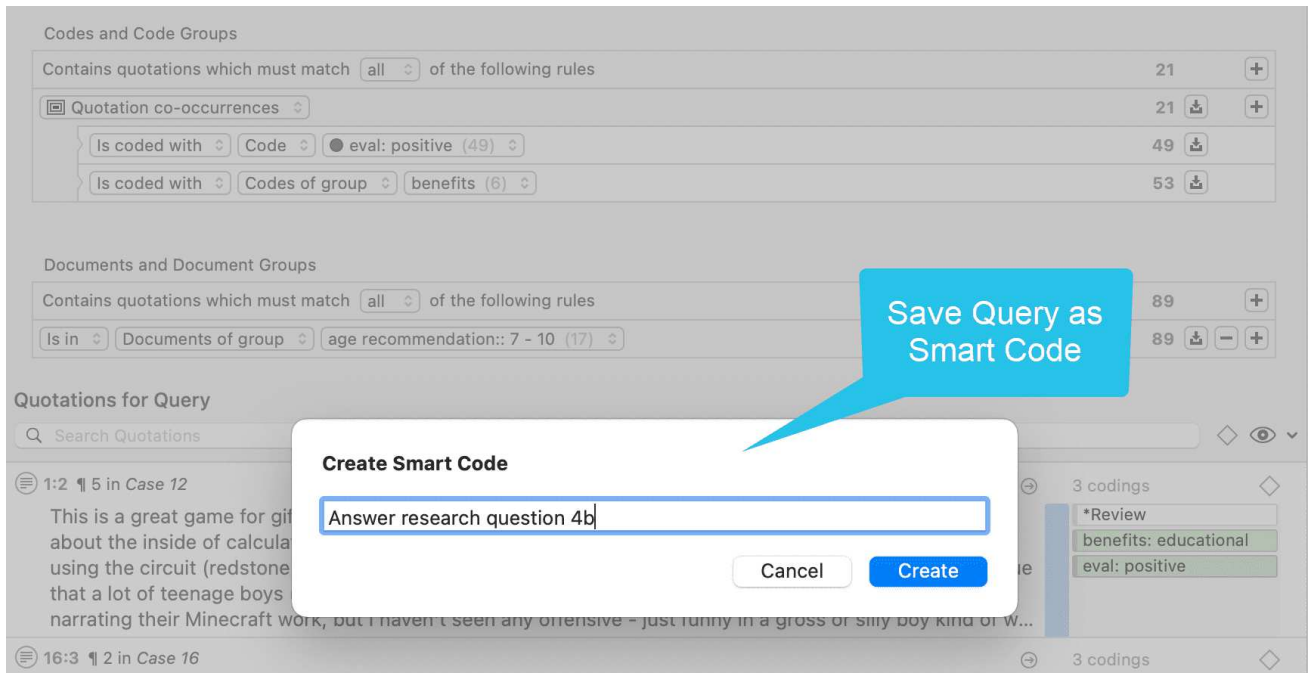 Codes and Code Groups
Contains quotations which must match all of the following rules 21
Quotation co-occurrences 21
Is coded with Code eval: positive (49) 49
Is coded with Codes of group benefits (6) 53
Documents and Document Groups
Contains quotations which must match all of the following rules 89
Is in Documents of group age recommendation:: 7 - 10 (17) 89
Save Query as
Smart Code
Quotations for Query
Search Quotations
Create Smart Code
Answer research question 4b
Cancel Create
1:2 ¶ 5 in Case 12 3 codings
This is a great game for gif
*Review
about the inside of calcula
benefits: educational
using the circuit (redstone
eval: positive
that a lot of teenage boys
narrating their Minecraft work, but I haven't seen any offensive - just funny in a gross or silly boy kind of w...
16:3 ¶ 2 in Case 16 3 codings